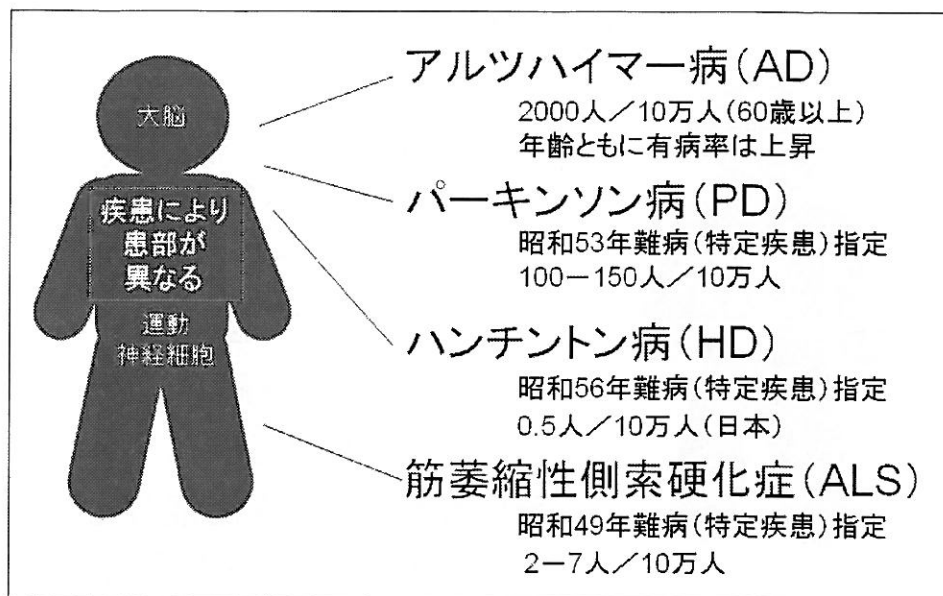 大脳
疾患により
患部が
異なる
運動
神経細胞
アルツハイマー病(AD)
2000人/10万人(60歳以上)
年齢ともに有病率は上昇
パーキンソン病(PD)
昭和53年難病(特定疾患)指定
100-150人/10万人
ハンチントン病(HD)
昭和56年難病(特定疾患)指定
0.5人/10万人(日本)
筋萎縮性側索硬化症(ALS)
昭和49年難病(特定疾患)指定
2-7人/10万人